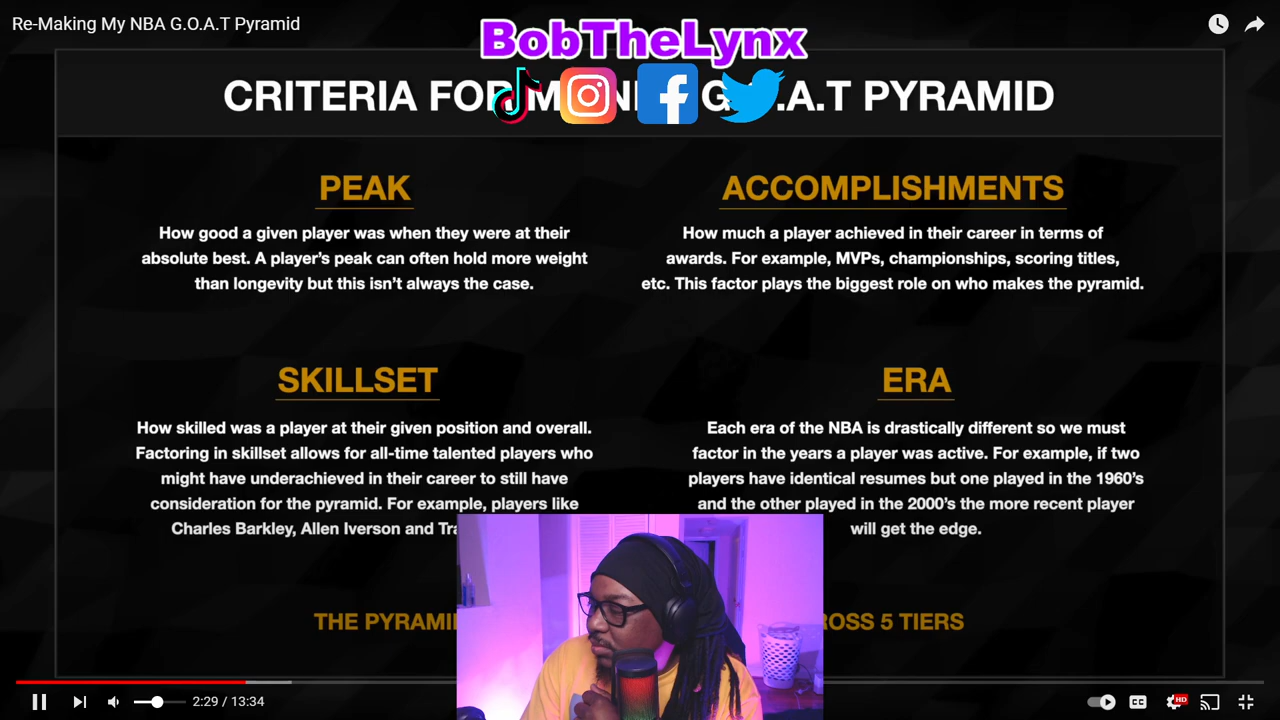 Re-Making My NBA G.O.A.T Pyramid
BobTheLynx
CRITERIA FOR G.O.A.T PYRAMID
PEAK
How good a given player was when they were at their
absolute best. A player's peak can often hold more weight
than longevity but this isn't always the case.
ACCOMPLISHMENTS
How much a player achieved in their career in terms of
awards. For example, MVPs, championships, scoring titles,
etc. This factor plays the biggest role on who makes the pyramid.
SKILLSET
How skilled was a player at their given position and overall.
Factoring in skillset allows for all-time talented players who
might have underachieved in their career to still have
consideration for the pyramid. For example, players like
Charles Barkley, Allen Iverson and
ERA
Each era of the NBA is drastically different so we must
factor in the years a player was active. For example, if two
players have identical resumes but one played in the 1960's
and the other played in the 2000's the more recent player
will get the edge.
THE 5 TIERS
2:29 / 13:34
CC
HD